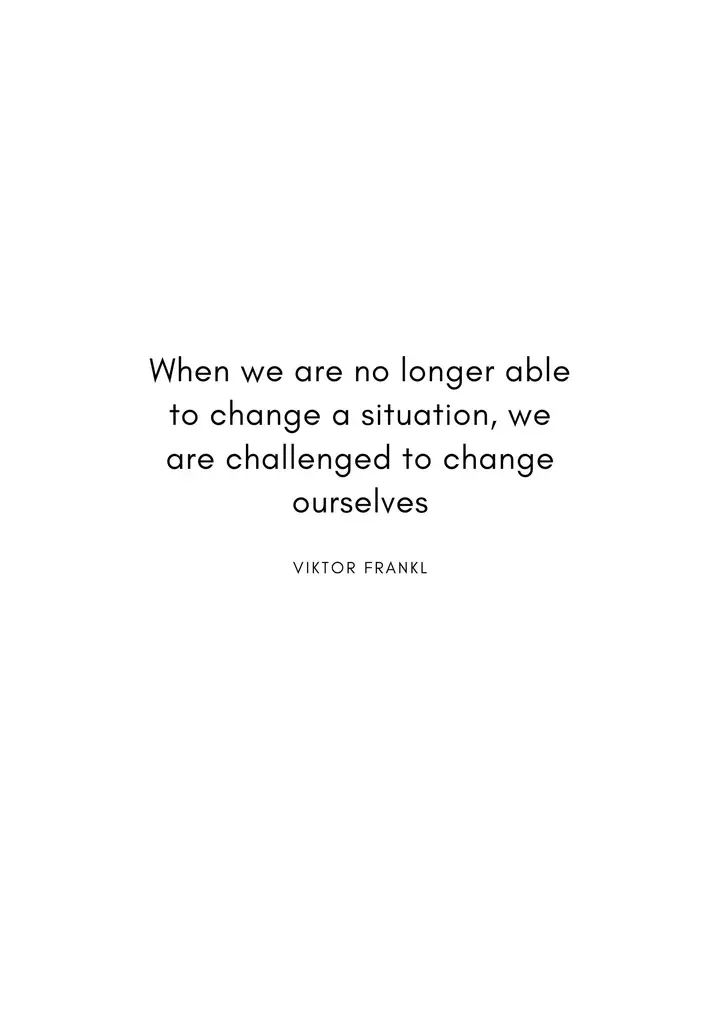 When we are no longer able
to change a situation, we
are challenged to change
ourselves
VIKTOR FRANKL